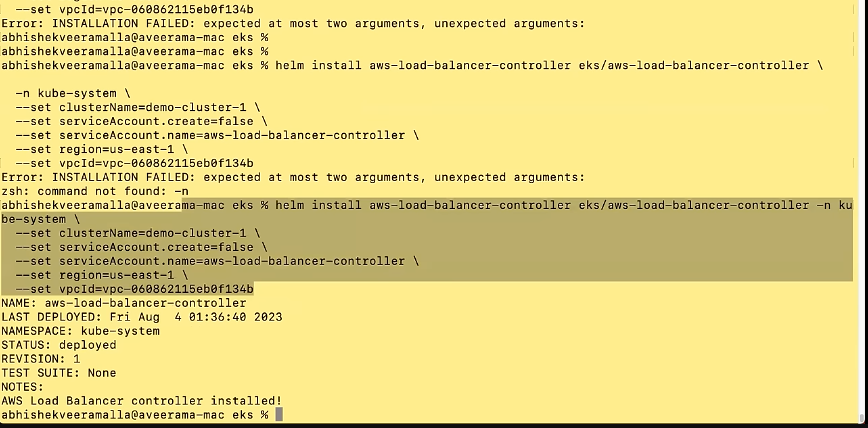 --set vpcId=vpc-060862115eb0f134b
Error: INSTALLATION FAILED: expected at most two arguments, unexpected arguments:
abhishekveeramalla@aveerama-mac eks %
abhishekveeramalla@aveerama-mac eks %
abhishekveeramalla@aveerama-mac eks % helm install aws-load-balancer-controller eks/aws-load-balancer-controller \
-n kube-system \
--set clusterName=demo-cluster-1 \
--set serviceAccount.create=false \
--set serviceAccount.name=aws-load-balancer-controller \
--set region=us-east-1 \
--set vpcId=vpc-060862115eb0f134b
Error: INSTALLATION FAILED: expected at most two arguments, unexpected arguments:
zsh: command not found: -n
abhishekveeramalla@aveerama-mac eks % helm install aws-load-balancer-controller eks/aws-load-balancer-controller -n ku
be-system \
--set clusterName=demo-cluster-1 \
--set serviceAccount.create=false \
--set serviceAccount.name=aws-load-balancer-controller \
--set region=us-east-1 \
--set vpcId=vpc-060862115eb0f134b
NAME: aws-load-balancer-controller
LAST DEPLOYED: Fri Aug  4 01:36:40 2023
NAMESPACE: kube-system
STATUS: deployed
REVISION: 1
TEST SUITE: None
NOTES:
AWS Load Balancer controller installed!
abhishekveeramalla@aveerama-mac eks %